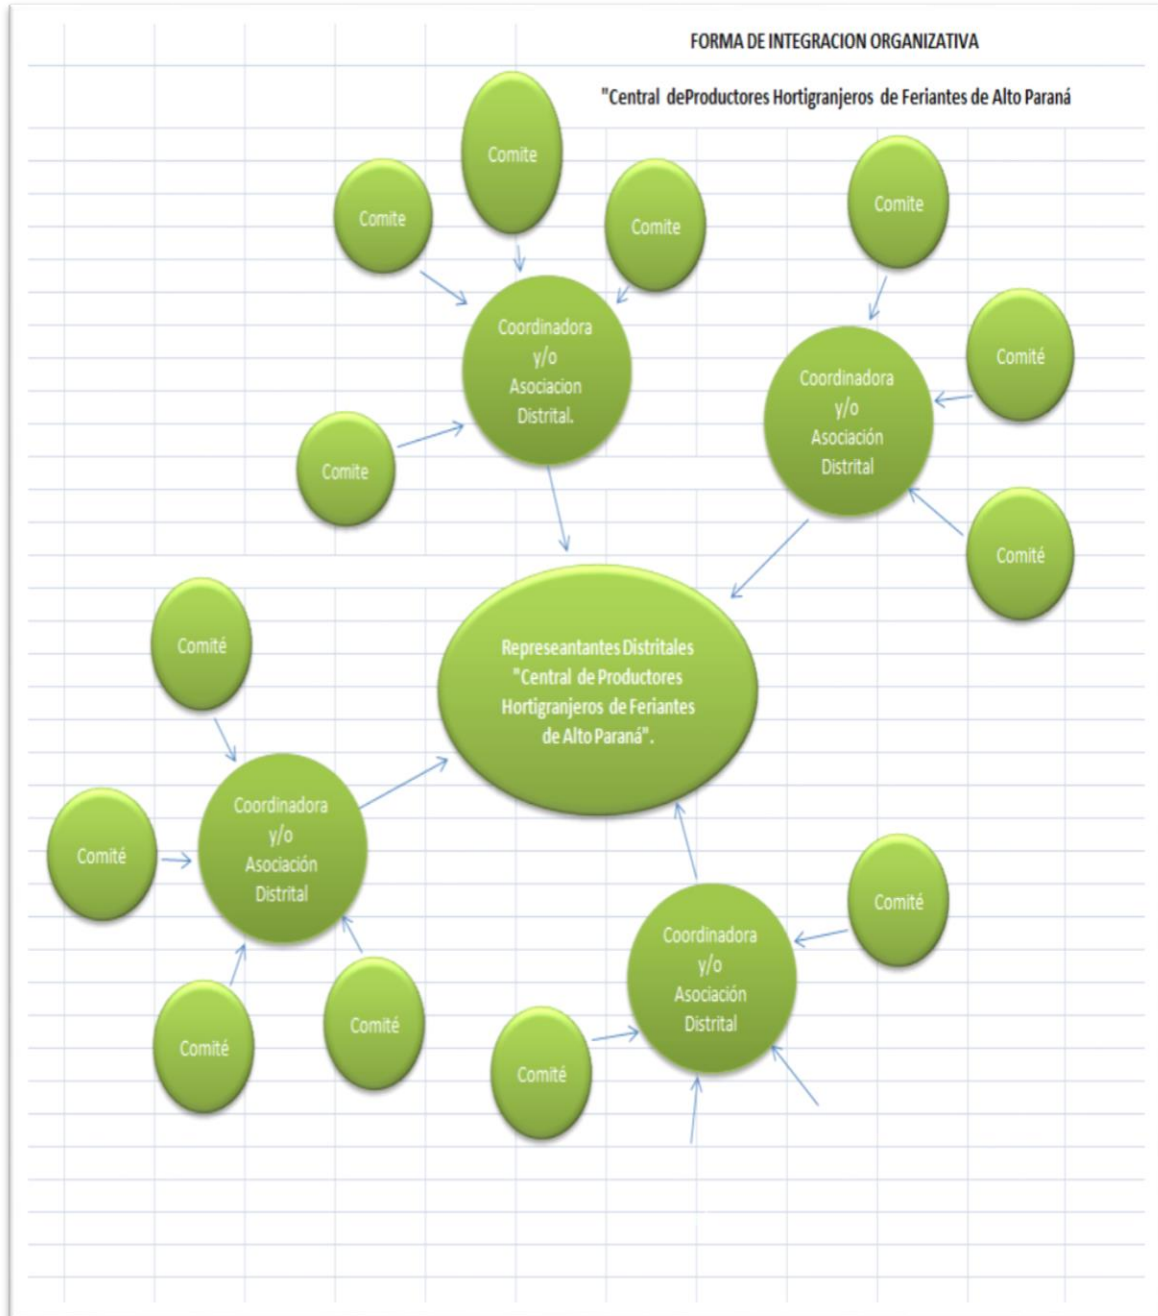 FORMA DE INTEGRACION ORGANIZATIVA
"Central deProductores Hortigranjeros de Feriantes de Alto Paraná
Comite
Comite
Comite
Coordinadora
y/o
Asociacion
Distrital.
Comite
Comite
Coordinadora
y/o
Asociación
Distrital
Comité
Comité
Represeantantes Distritales
"Central de Productores
Hortigranjeros de Feriantes
de Alto Paraná".
Comité
Coordinadora
y/o
Asociación
Distrital
Comité
Comité
Comité
Coordinadora
y/o
Asociación
Distrital
Comité
Comité